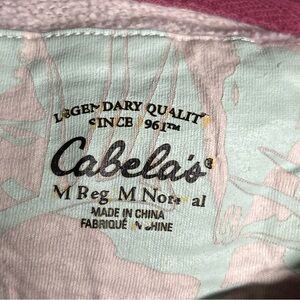 LEGENDARY QUALITY
SINCE 1961™
Cabela's®
M Reg M Normal
MADE IN CHINA
FABRIQUÉ EN CHINE